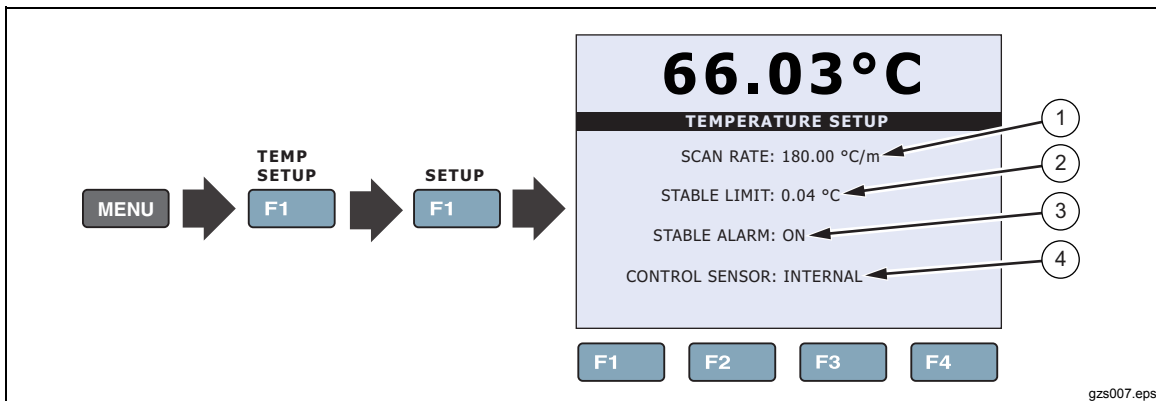 MENU
TEMP
SETUP
F1
SETUP
F1
66.03°C
TEMPERATURE SETUP
SCAN RATE: 180.00 °C/m
STABLE LIMIT: 0.04 °C
STABLE ALARM: ON
CONTROL SENSOR: INTERNAL
1
2
3
4
F1
F2
F3
F4
gzs007.eps